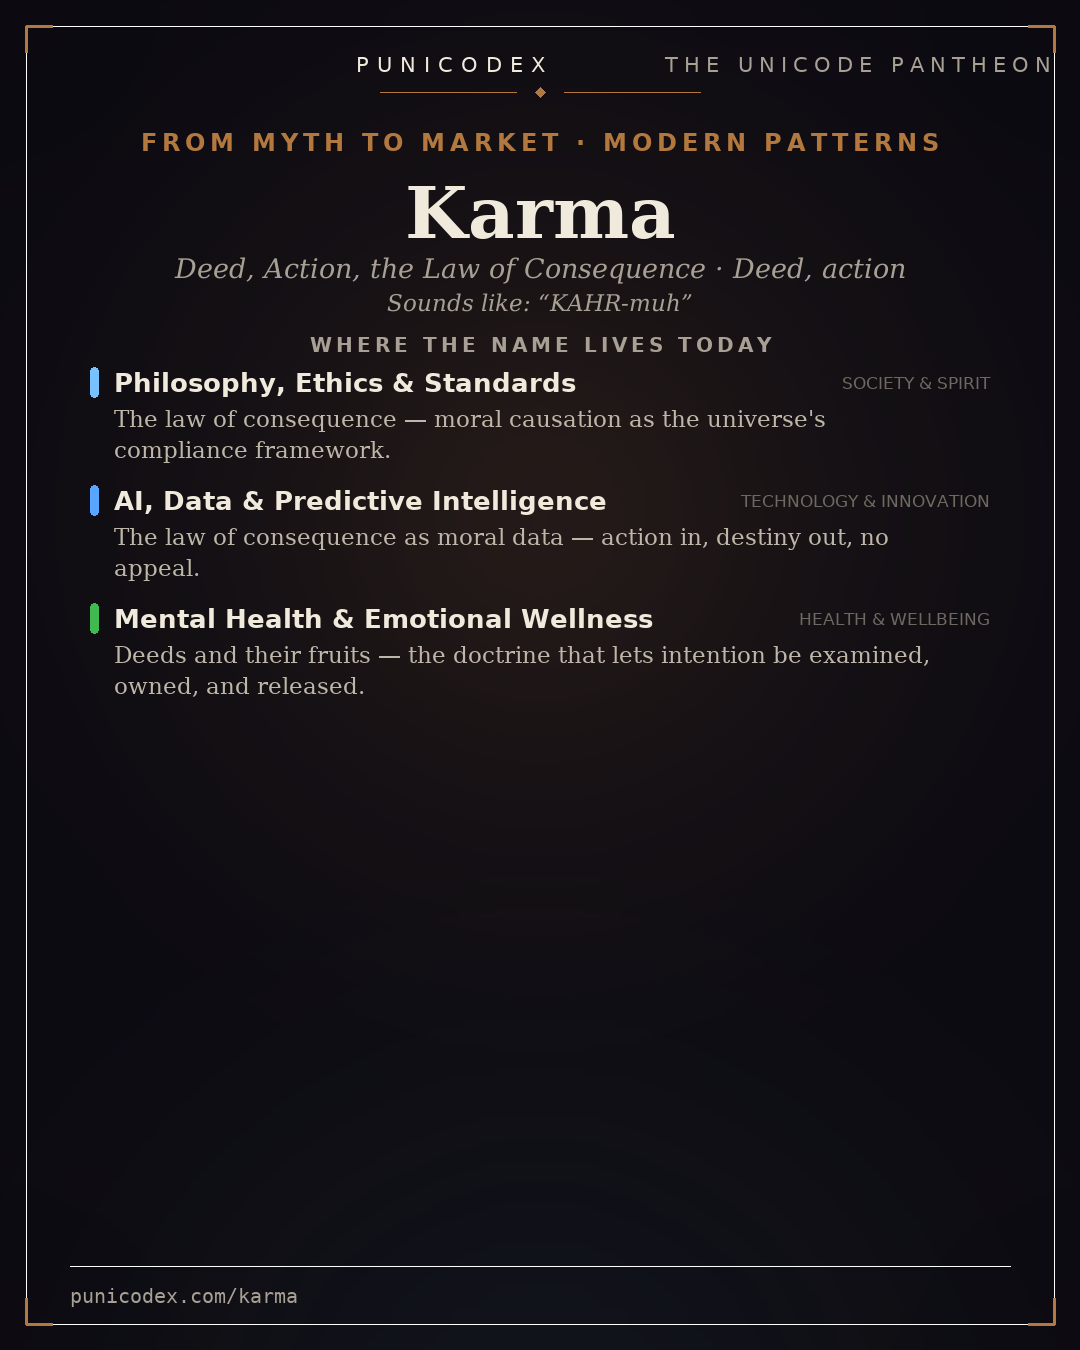 PUNICODEX THE UNICODE PANTHEON
FROM MYTH TO MARKET · MODERN PATTERNS
Karma
Deed, Action, the Law of Consequence · Deed, action
Sounds like: “KAHR-muh”
WHERE THE NAME LIVES TODAY
Philosophy, Ethics & Standards SOCIETY & SPIRIT
The law of consequence — moral causation as the universe's
compliance framework.
AI, Data & Predictive Intelligence TECHNOLOGY & INNOVATION
The law of consequence as moral data — action in, destiny out, no
appeal.
Mental Health & Emotional Wellness HEALTH & WELLBEING
Deeds and their fruits — the doctrine that lets intention be examined,
owned, and released.
punicodex.com/karma